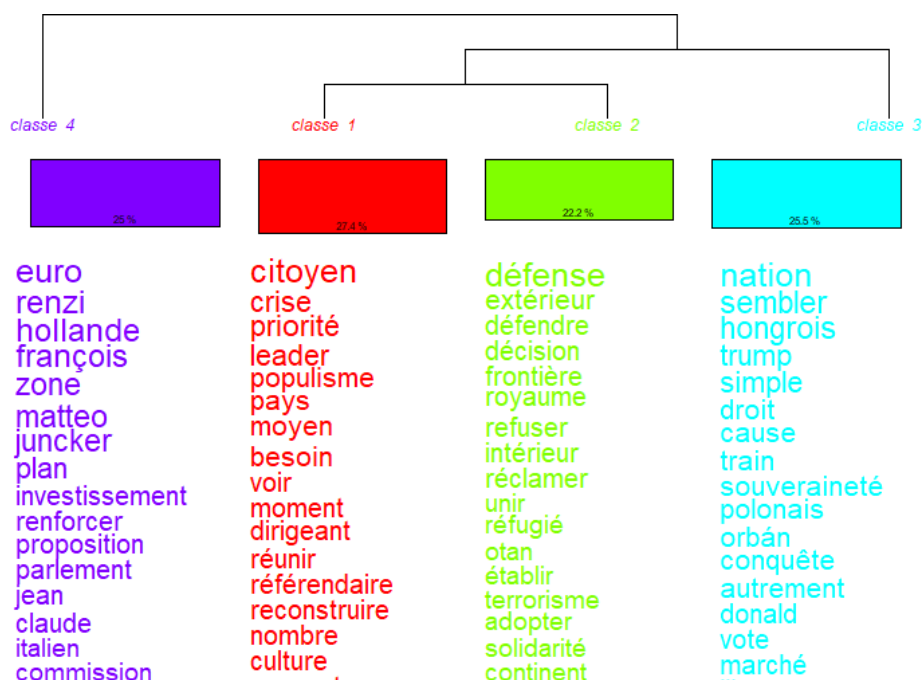 classe 4
classe 1
classe 2
classe 3
25 %
27.4 %
22.2 %
25.5 %
euro
renzi
hollande
françois
zone
matteo
juncker
plan
investissement
renforcer
proposition
parlement
jean
claude
italien
commission
citoyen
crise
priorité
leader
populisme
pays
moyen
besoin
voir
moment
dirigeant
réunir
référendaire
reconstruire
nombre
culture
défense
extérieur
défendre
décision
frontière
royaume
refuser
intérieur
réclamer
unir
réfugié
otan
établir
terrorisme
adopter
solidarité
continent
nation
sembler
hongrois
trump
simple
droit
cause
train
souveraineté
polonais
orbán
conquête
autrement
donald
vote
marché